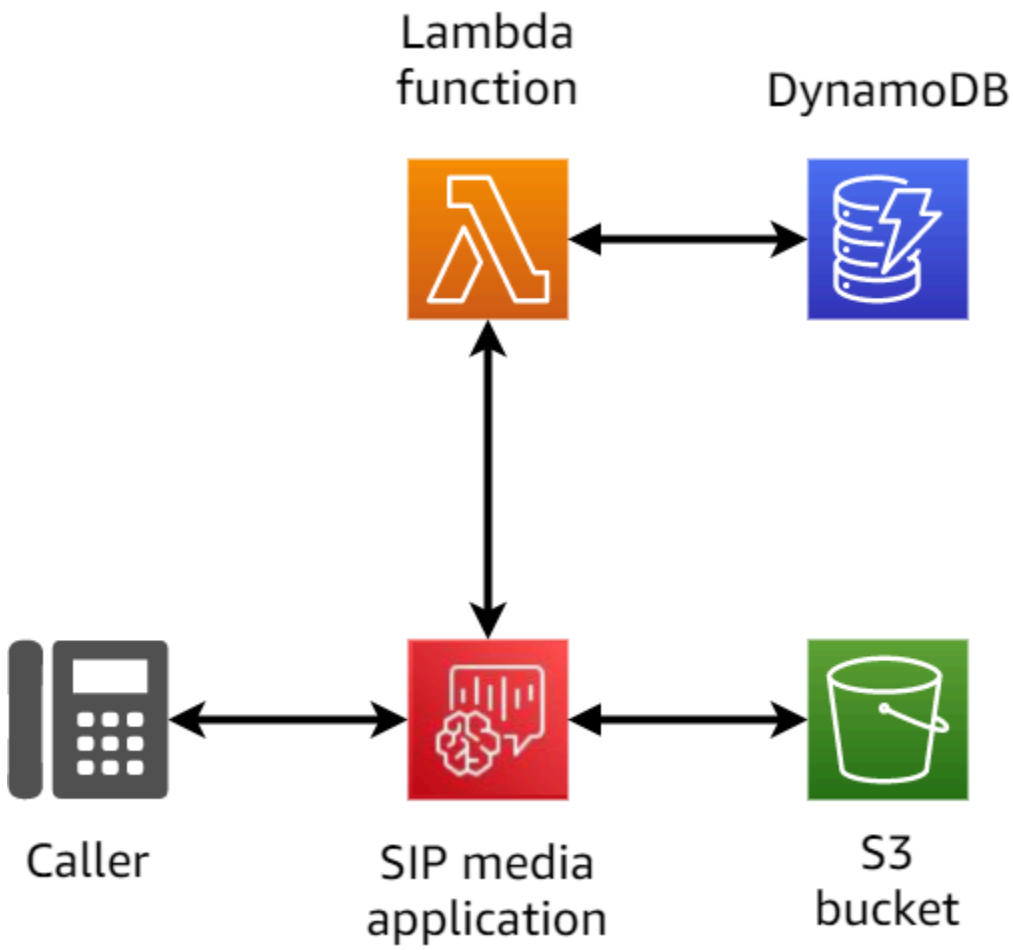 Lambda
function
DynamoDB
Caller
SIP media
application
S3
bucket